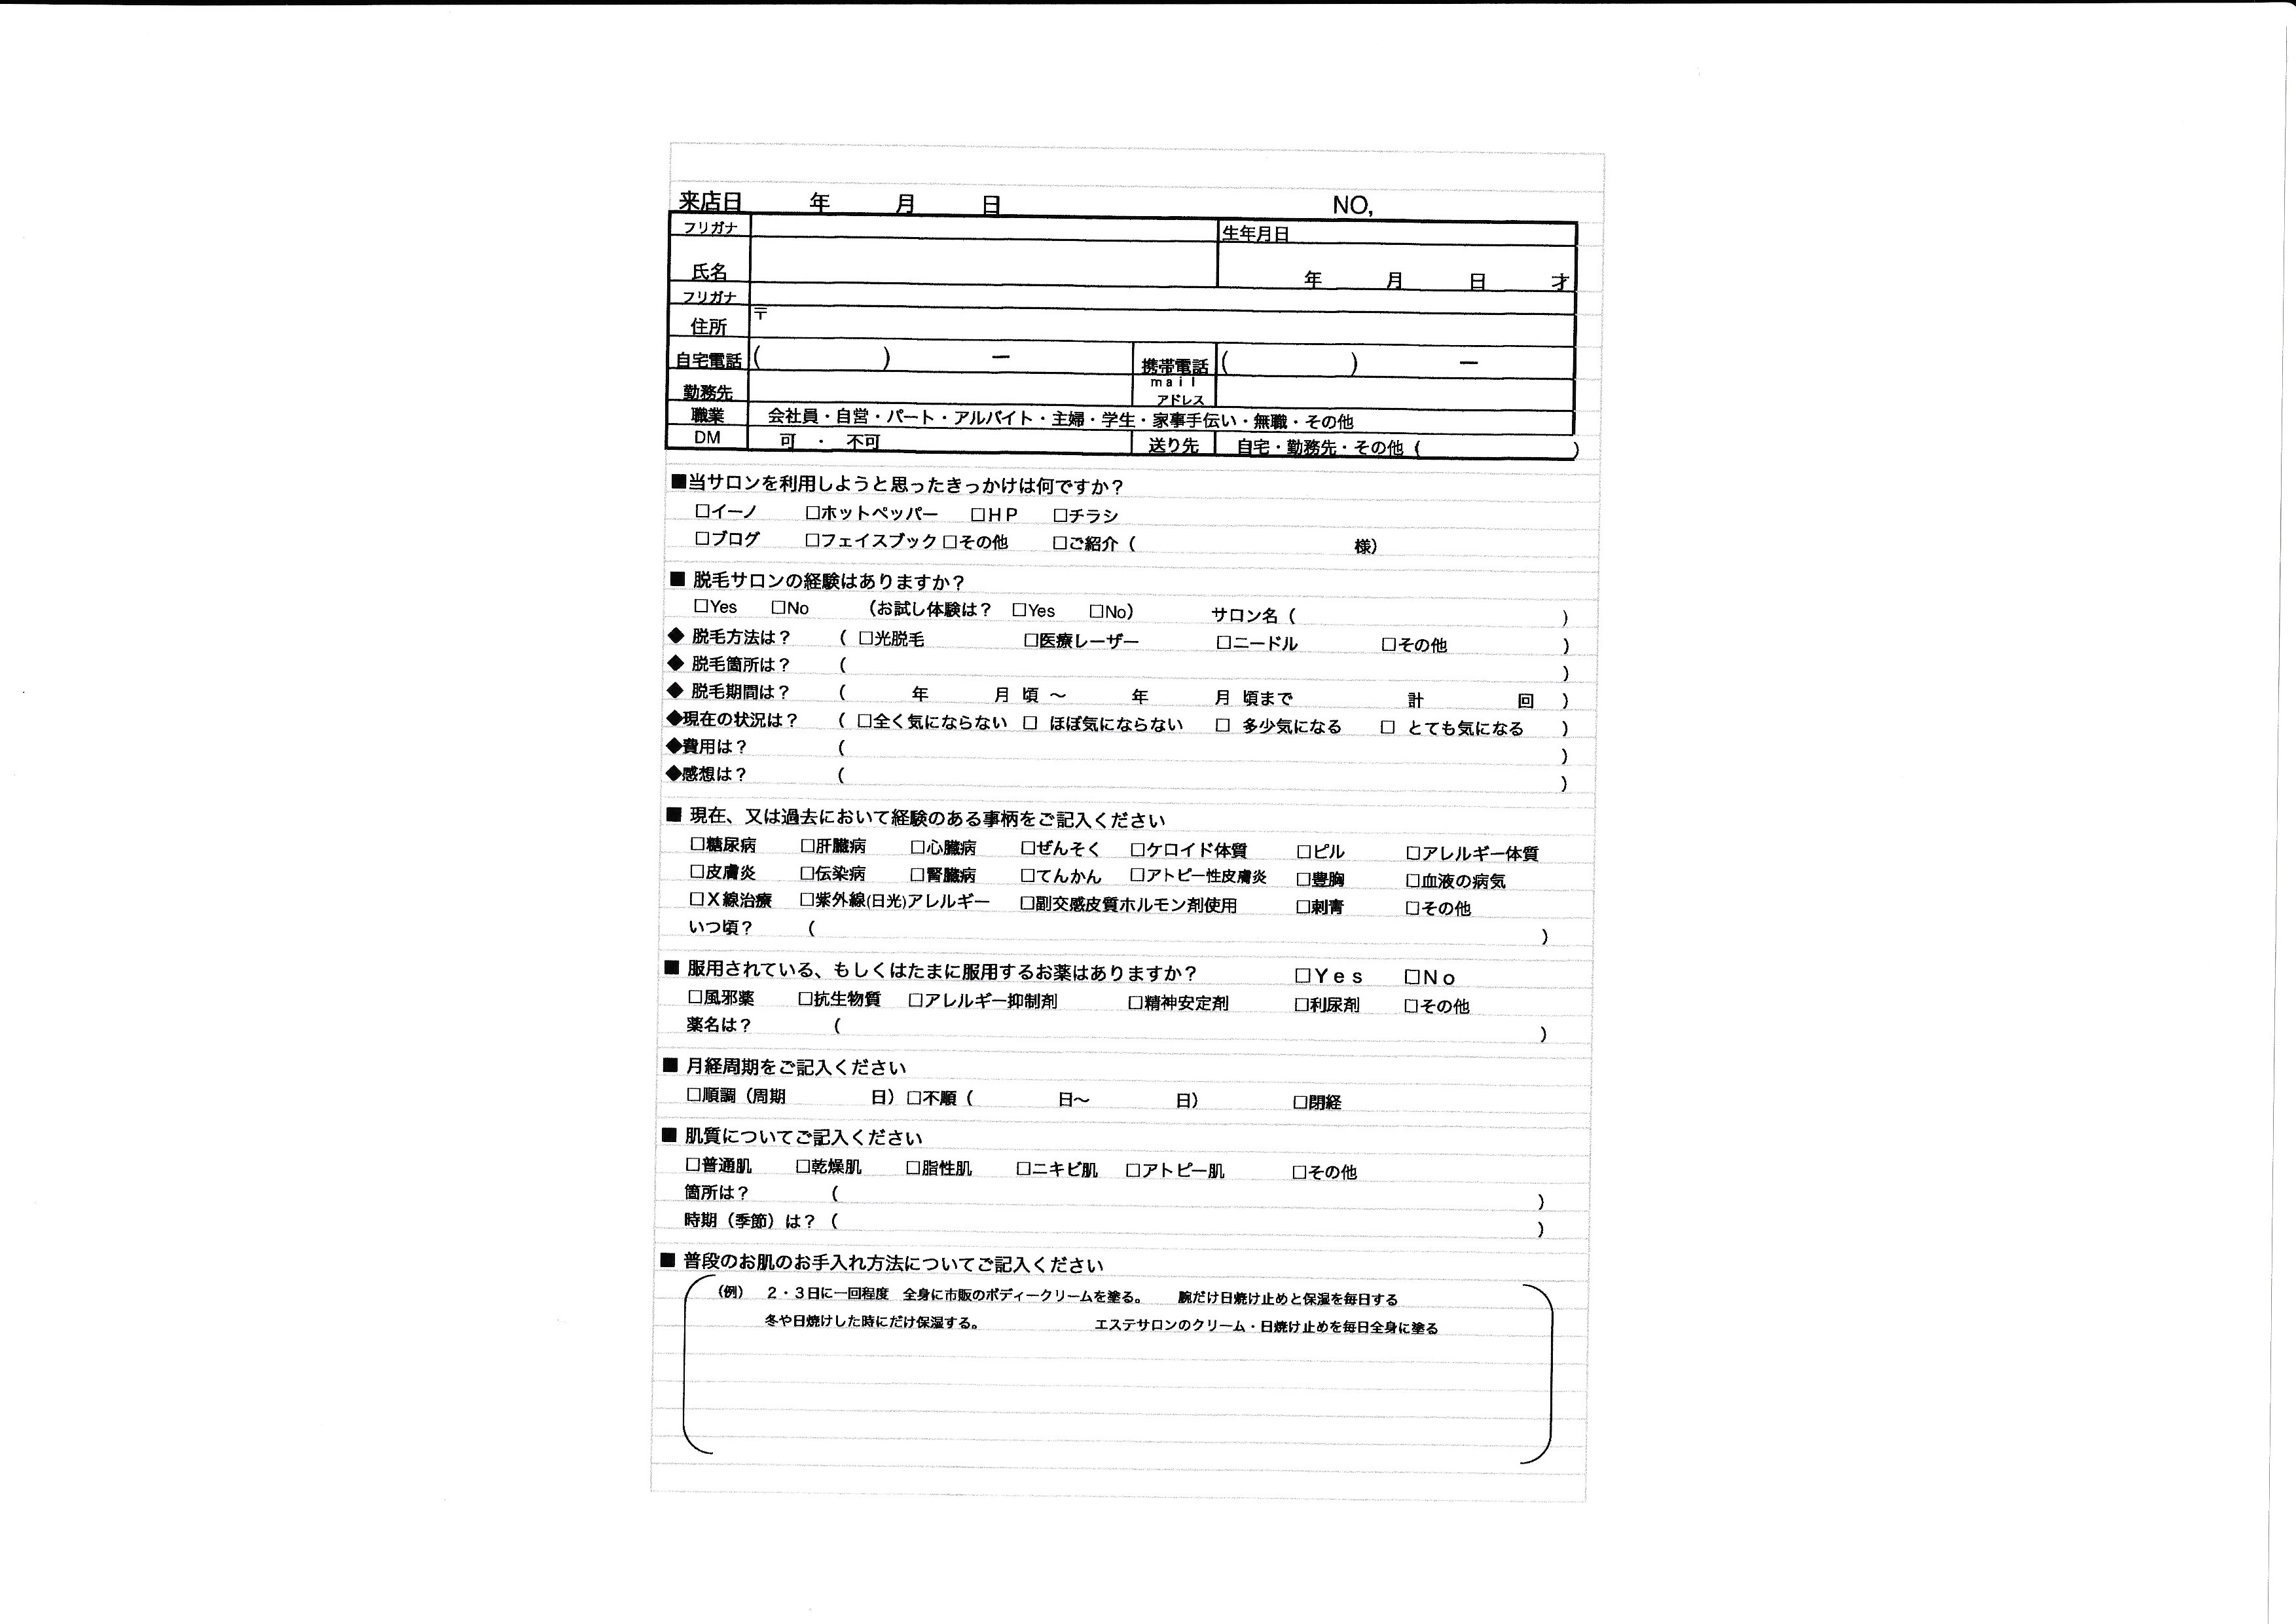 来店日 年 月 日 NO,
フリガナ 生年月日
氏名 年 月 日 才
フリガナ
住所 〒
自宅電話 ( ) ー 携帯電話 ( ) ー
勤務先 mail アドレス
職業 会社員・自営・パート・アルバイト・主婦・学生・家事手伝い・無職・その他
DM 可 ・ 不可 送り先 自宅・勤務先・その他 ( )
■当サロンを利用しようと思ったきっかけは何ですか？
□イーノ □ホットペッパー □ＨＰ □チラシ
□ブログ □フェイスブック □その他 □ご紹介（ 様）
■ 脱毛サロンの経験はありますか？
□Yes □No （お試し体験は？ □Yes □No） サロン名（ ）
◆ 脱毛方法は？ （ □光脱毛 □医療レーザー □ニードル □その他 ）
◆ 脱毛箇所は？ （ ）
◆ 脱毛期間は？ （ 年 月 頃 ～ 年 月 頃まで 計 回 ）
◆現在の状況は？ （ □全く気にならない □ ほぼ気にならない □ 多少気になる □ とても気になる ）
◆費用は？ （ ）
◆感想は？ （ ）
■ 現在、又は過去において経験のある事柄をご記入ください
□糖尿病 □肝臓病 □心臓病 □ぜんそく □ケロイド体質 □ピル □アレルギー体質
□皮膚炎 □伝染病 □腎臓病 □てんかん □アトピー性皮膚炎 □豊胸 □血液の病気
□Ｘ線治療 □紫外線(日光)アレルギー □副交感皮質ホルモン剤使用 □刺青 □その他
いつ頃？ （ ）
■ 服用されている、もしくはたまに服用するお薬はありますか？ □Ｙｅｓ □Ｎｏ
□風邪薬 □抗生物質 □アレルギー抑制剤 □精神安定剤 □利尿剤 □その他
薬名は？ （ ）
■ 月経周期をご記入ください
□順調（周期 日）□不順（ 日～ 日） □閉経
■ 肌質についてご記入ください
□普通肌 □乾燥肌 □脂性肌 □ニキビ肌 □アトピー肌 □その他
箇所は？ （ ）
時期（季節）は？（ ）
■ 普段のお肌のお手入れ方法についてご記入ください
（例） ２・３日に一回程度 全身に市販のボディークリームを塗る。 腕だけ日焼け止めと保湿を毎日する
冬や日焼けした時にだけ保湿する。 エステサロンのクリーム・日焼け止めを毎日全身に塗る